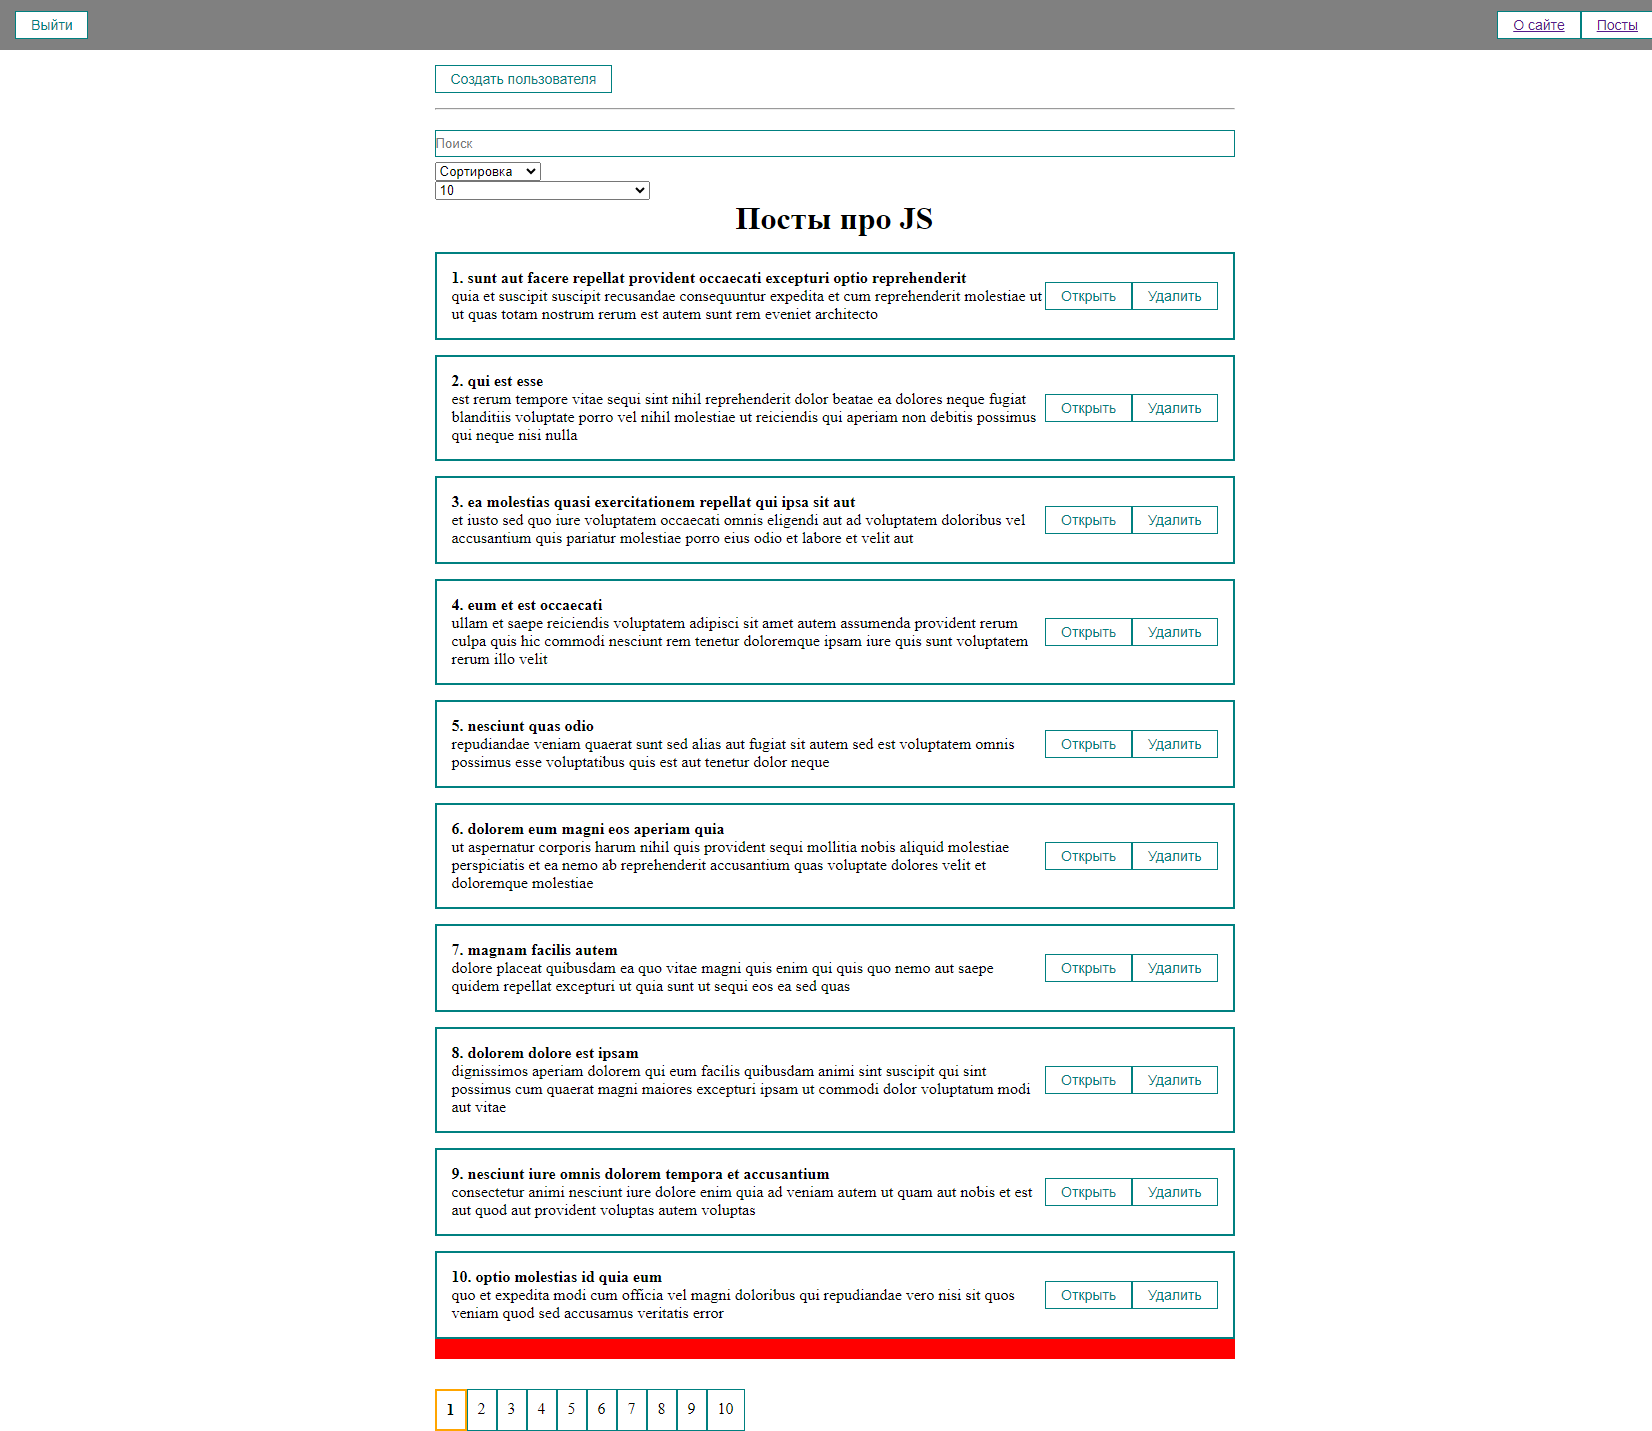 Выйти
О сайте
Посты
Создать пользователя
Поиск
Сортировка
10
Посты про JS
1. sunt aut facere repellat provident occaecati excepturi optio reprehenderit
quia et suscipit suscipit recusandae consequuntur expedita et cum reprehenderit molestiae ut
ut quas totam nostrum rerum est autem sunt rem eveniet architecto
Открыть
Удалить
2. qui est esse
est rerum tempore vitae sequi sint nihil reprehenderit dolor beatae ea dolores neque fugiat
blanditiis voluptate porro vel nihil molestiae ut reiciendis qui aperiam non debitis possimus
qui neque nisi nulla
Открыть
Удалить
3. ea molestias quasi exercitationem repellat qui ipsa sit aut
et iusto sed quo iure voluptatem occaecati omnis eligendi aut ad voluptatem doloribus vel
accusantium quis pariatur molestiae porro eius odio et labore et velit aut
Открыть
Удалить
4. eum et est occaecati
ullam et saepe reiciendis voluptatem adipisci sit amet autem assumenda provident rerum
culpa quis hic commodi nesciunt rem tenetur doloremque ipsam iure quis sunt voluptatem
rerum illo velit
Открыть
Удалить
5. nesciunt quas odio
repudiandae veniam quaerat sunt sed alias aut fugiat sit autem sed est voluptatem omnis
possimus esse voluptatibus quis est aut tenetur dolor neque
Открыть
Удалить
6. dolorem eum magni eos aperiam quia
ut aspernatur corporis harum nihil quis provident sequi mollitia nobis aliquid molestiae
perspiciatis et ea nemo ab reprehenderit accusantium quas voluptate dolores velit et
doloremque molestiae
Открыть
Удалить
7. magnam facilis autem
dolore placeat quibusdam ea quo vitae magni quis enim qui quis quo nemo aut saepe
quidem repellat excepturi ut quia sunt ut sequi eos ea sed quas
Открыть
Удалить
8. dolorem dolore est ipsam
dignissimos aperiam dolorem qui eum facilis quibusdam animi sint suscipit qui sint
possimus cum quaerat magni maiores excepturi ipsam ut commodi dolor voluptatum modi
aut vitae
Открыть
Удалить
9. nesciunt iure omnis dolorem tempora et accusantium
consectetur animi nesciunt iure dolore enim quia ad veniam autem ut quam aut nobis et est
aut quod aut provident voluptas autem voluptas
Открыть
Удалить
10. optio molestias id quia eum
quo et expedita modi cum officia vel magni doloribus qui repudiandae vero nisi sit quos
veniam quod sed accusamus veritatis error
Открыть
Удалить
1 2 3 4 5 6 7 8 9 10